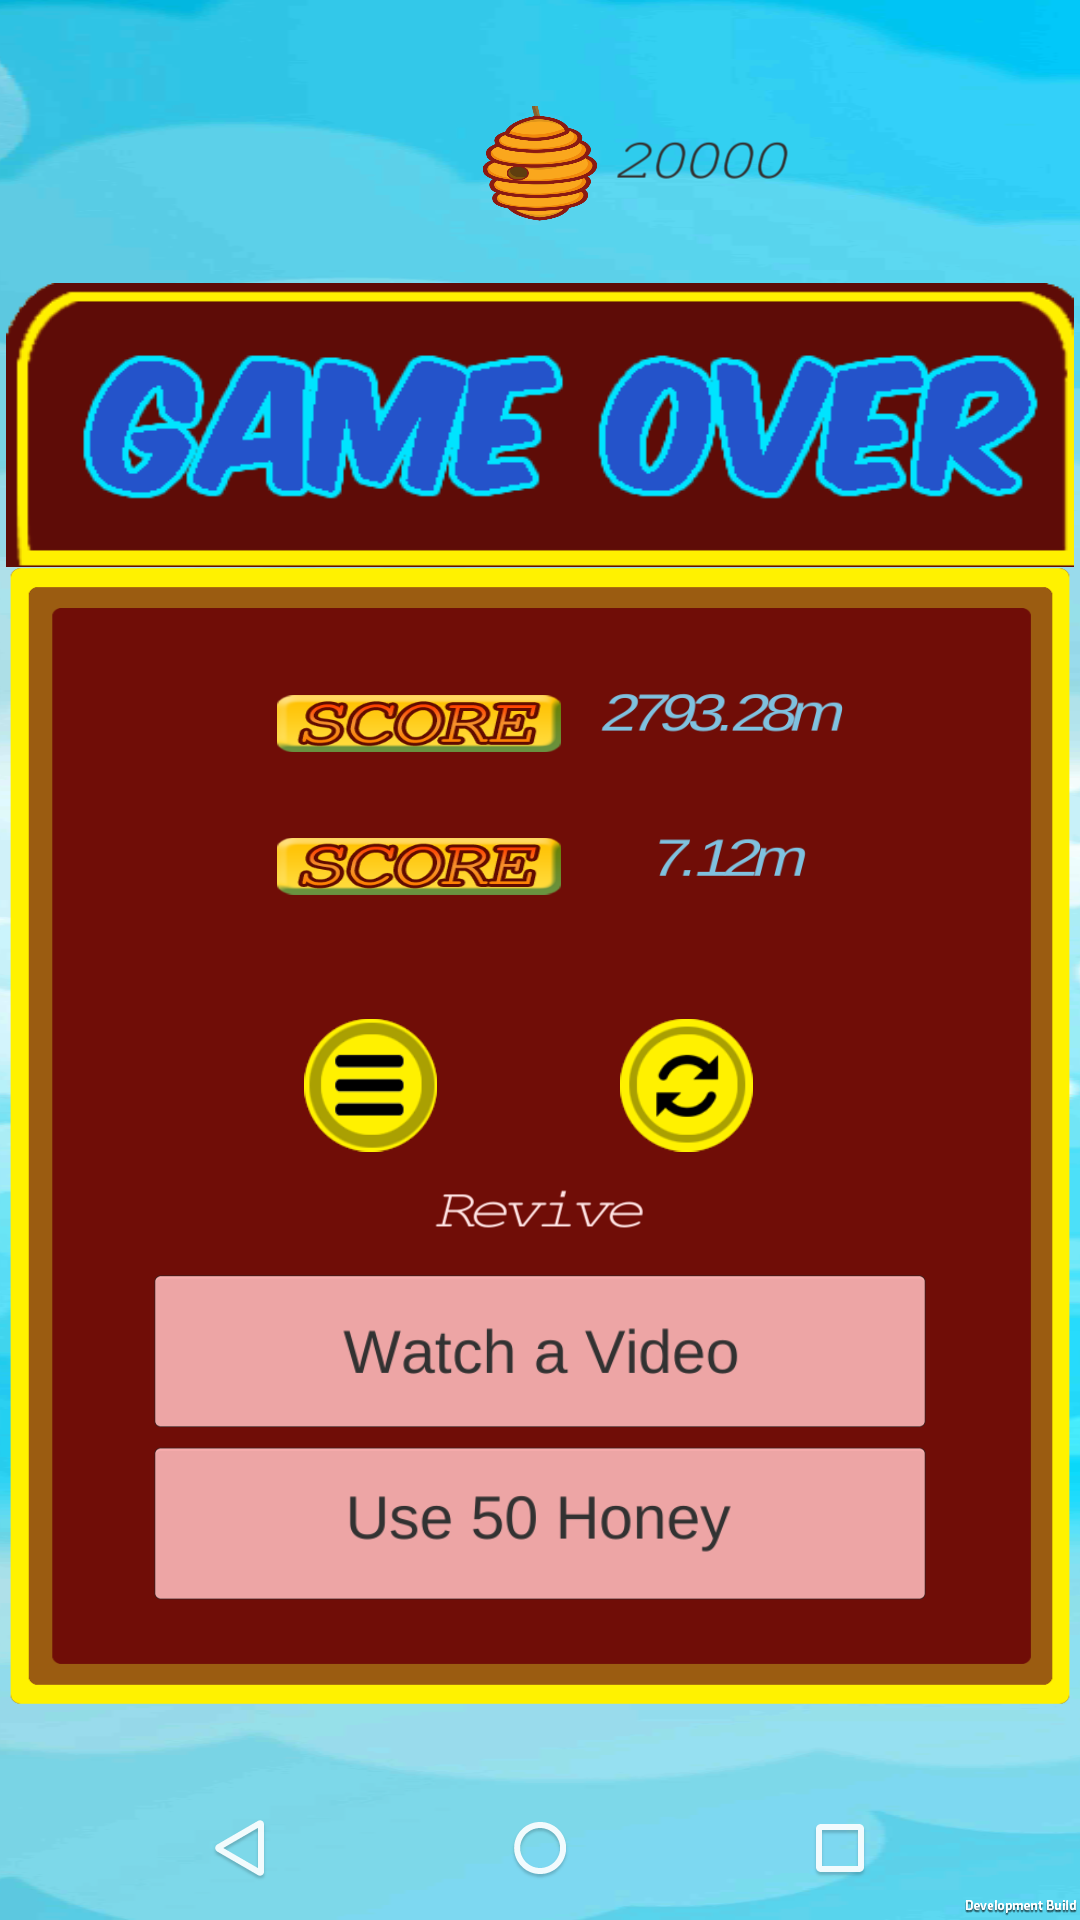 20000
GAME OVER
SCORE 2793.28m
SCORE 7.12m
Revive
Watch a Video
Use 50 Honey
Development Build